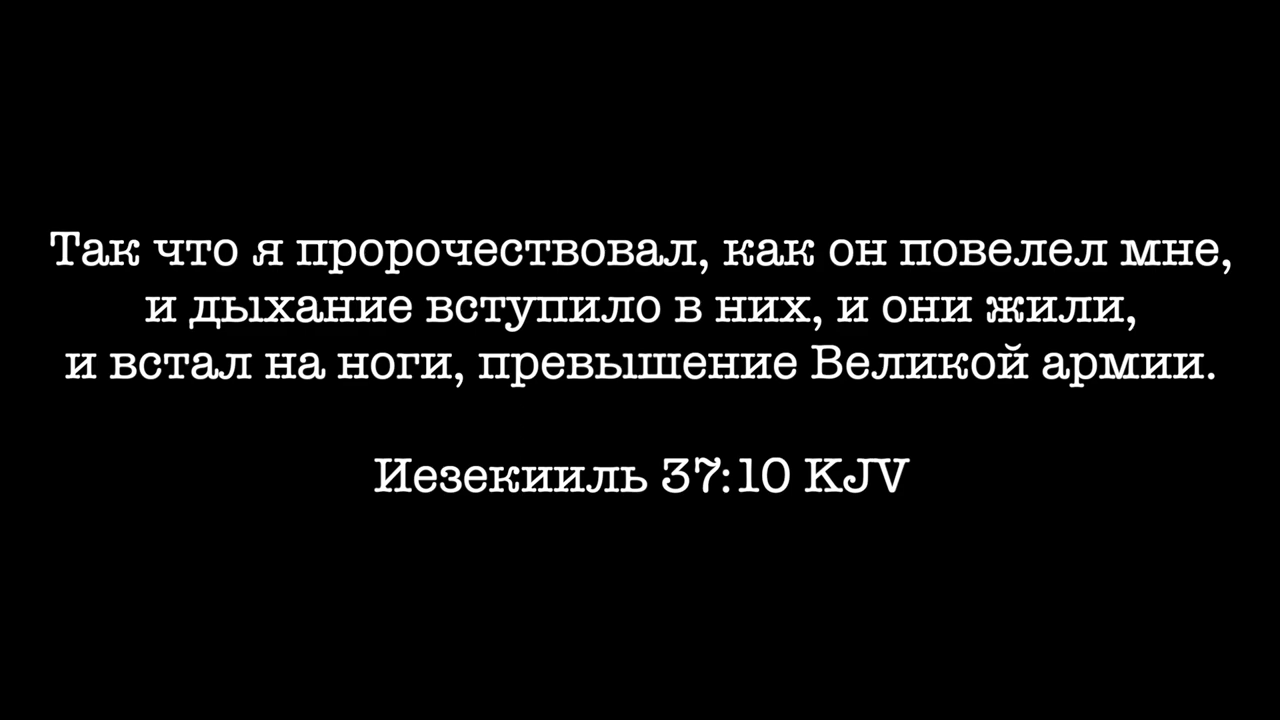 Так что я пророчествовал, как он повелел мне,
и дыхание вступило в них, и они жили,
и встал на ноги, превышение Великой армии.
Иезекииль 37:10 KJV